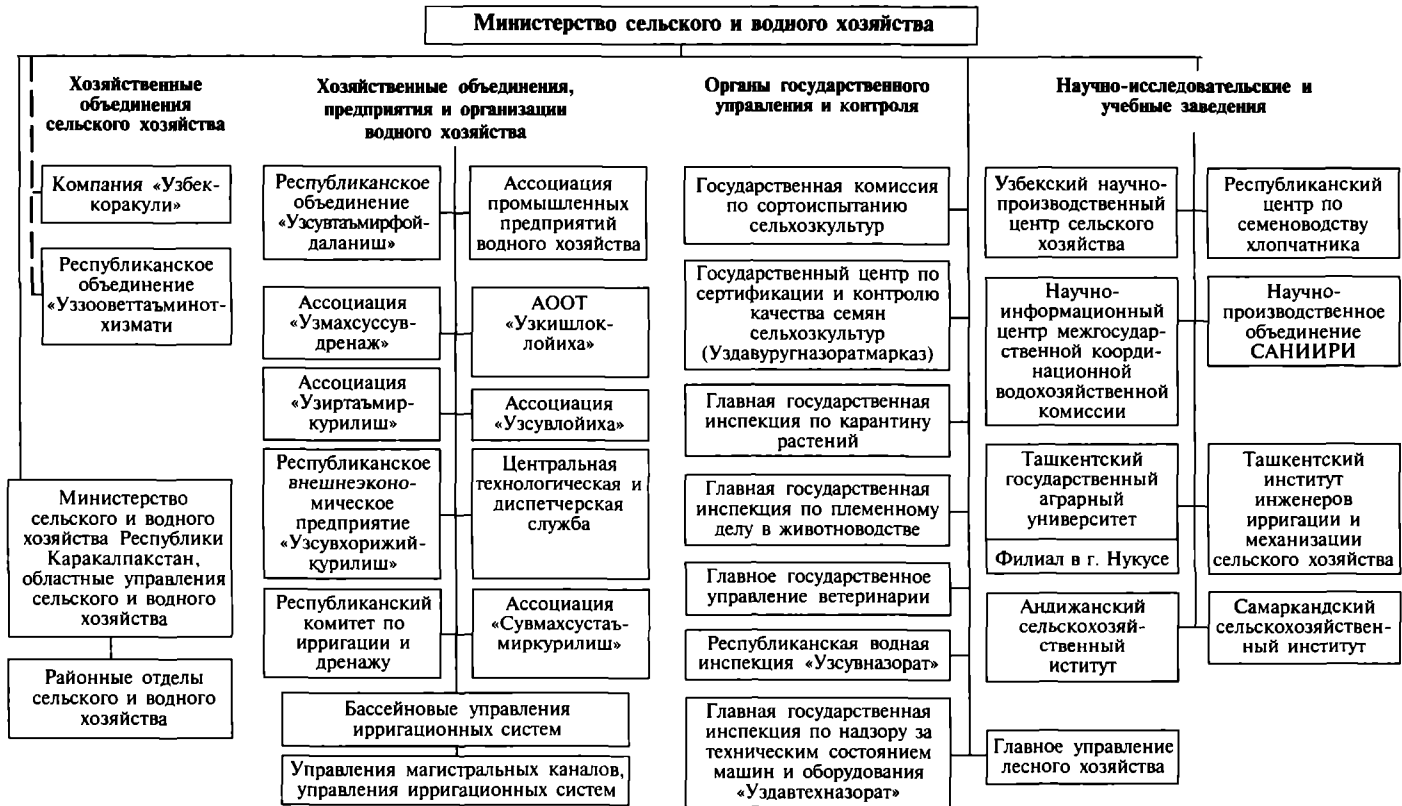 Министерство сельского и водного хозяйства
Хозяйственные
объединения
сельского хозяйства
Компания «Узбек-
коракули»
Республиканское
объединение
«Уззооветтаъминот-
хизмати
Министерство
сельского и водного
хозяйства Республики
Каракалпакстан,
областные управления
сельского и водного
хозяйства
Районные отделы
сельского и водного
хозяйства
Хозяйственные объединения,
предприятия и организации
водного хозяйства
Республиканское
объединение
«Узсувтаъмирфой-
даланиш»
Ассоциация
промышленных
предприятий
водного хозяйства
Ассоциация
«Узмахсуссув-
дренаж»
АООТ
«Узкишлок-
лойиха»
Ассоциация
«Узиртаъмир-
курилиш»
Ассоциация
«Узсувлойиха»
Республиканское
внешнеэконо-
мическое
предприятие
«Узсувхорижий-
курилиш»
Центральная
технологическая и
диспетчерская
служба
Республиканский
комитет по
ирригации и
дренажу
Ассоциация
«Сувмахсустаъ-
миркурилиш»
Бассейновые управления
ирригационных систем
Управления магистральных каналов,
управления ирригационных систем
Органы государственного
управления и контроля
Государственная комиссия
по сортоиспытанию
сельхозкультур
Государственный центр по
сертификации и контролю
качества семян
сельхозкультур
(Уздавуругназоратмарказ)
Главная государственная
инспекция по карантину
растений
Главная государственная
инспекция по племенному
делу в животноводстве
Главное государственное
управление ветеринарии
Республиканская водная
инспекция «Узсувназорат»
Главная государственная
инспекция по надзору за
техническим состоянием
машин и оборудования
«Уздавтехназорат»
Научно-исследовательские и
учебные заведения
Узбекский научно-
производственный
центр сельского
хозяйства
Республиканский
центр по
семеноводству
хлопчатника
Научно-
информационный
центр межгосудар-
ственной коорди-
национной
водохозяйственной
комиссии
Научно-
производственное
объединение
САНИИРИ
Ташкентский
государственный
аграрный
университет
Филиал в г. Нукусе
Ташкентский
институт
инженеров
ирригации и
механизации
сельского хозяйства
Андижанский
сельскохозяй-
ственный
иститут
Самаркандский
сельскохозяйствен-
ный институт
Главное управление
лесного хозяйства